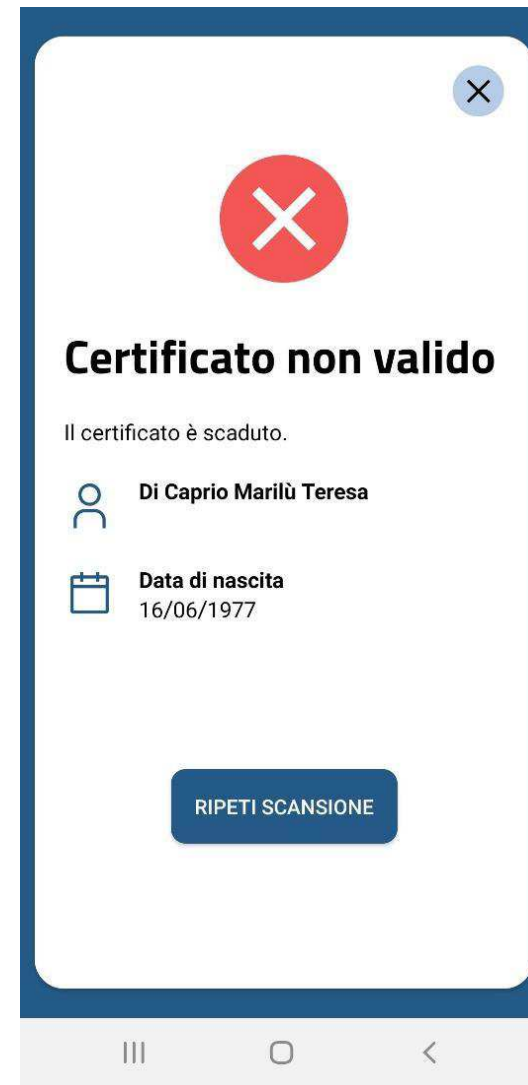 Certificato non valido
Il certificato è scaduto.
Di Caprio Marilù Teresa
Data di nascita
16/06/1977
RIPETI SCANSIONE